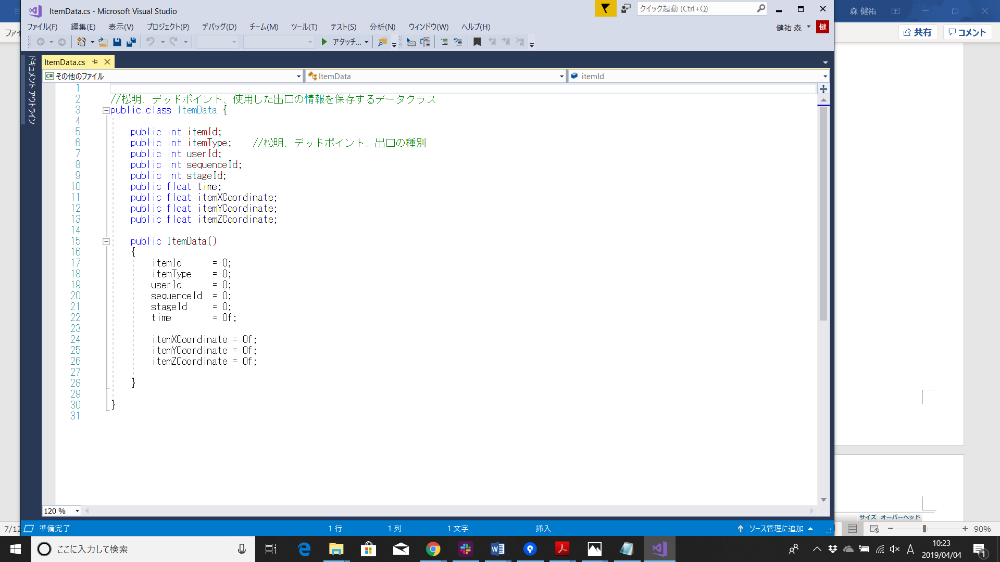 ItemData.cs - Microsoft Visual Studio
クイック起動 (Ctrl+Q)
森 健祐
ファイル(F) 編集(E) 表示(V) プロジェクト(P) デバッグ(D) チーム(M) ツール(T) テスト(S) 分析(N) ウィンドウ(W) ヘルプ(H)
健祐 森 健
ファイ
共有 コメント
アタッチ...
ドキュメント アウトライン
ItemData.cs
C# その他のファイル ItemData itemId
1
2 //松明、デッドポイント、使用した出口の情報を保存するデータクラス
3 public class ItemData {
4
5 public int itemId;
6 public int itemType; //松明、デッドポイント、出口の種別
7 public int userId;
8 public int sequenceId;
9 public int stageId;
10 public float time;
11 public float itemXCoordinate;
12 public float itemYCoordinate;
13 public float itemZCoordinate;
14
15 public ItemData()
16 {
17 itemId = 0;
18 itemType = 0;
19 userId = 0;
20 sequenceId = 0;
21 stageId = 0;
22 time = 0f;
23
24 itemXCoordinate = 0f;
25 itemYCoordinate = 0f;
26 itemZCoordinate = 0f;
27
28 }
29
30 }
31
120 %
サイズ オーバーヘッド
7/12
準備完了 1 行 1 列 1 文字 挿入 ソース管理に追加
90%
ここに入力して検索
A
10:23
2019/04/04
1